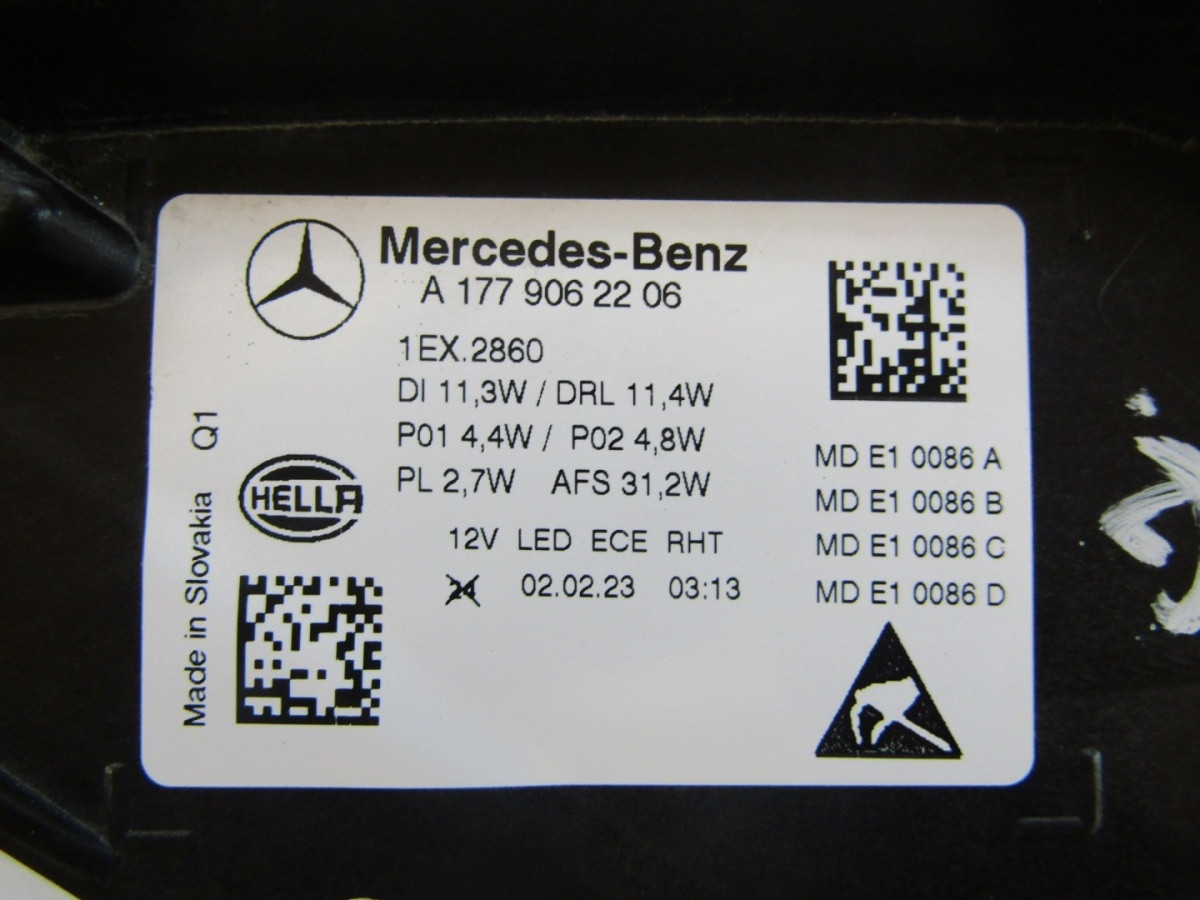 Mercedes-Benz
A 177 906 22 06
1EX.2860
DI 11,3W / DRL 11,4W
P01 4,4W / P02 4,8W
PL 2,7W AFS 31,2W
12V LED ECE RHT
24 02.02.23 03:13
MD E1 0086 A
MD E1 0086 B
MD E1 0086 C
MD E1 0086 D
HELLA
Made in Slovakia Q1